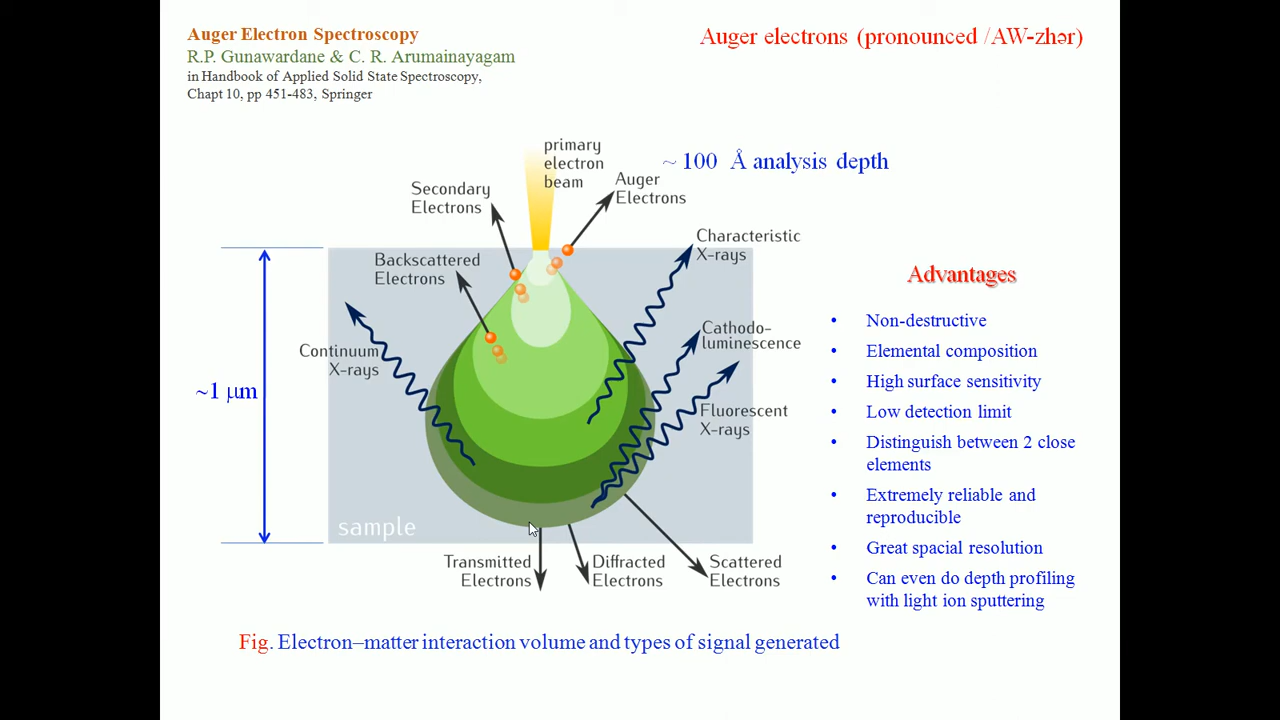 Auger Electron Spectroscopy
R.P. Gunawardane & C. R. Arumainayagam
in Handbook of Applied Solid State Spectroscopy,
Chapt 10, pp 451-483, Springer
Auger electrons (pronounced /AW-zhər)
primary
electron
beam
~ 100 Å analysis depth
Secondary
Electrons
Auger
Electrons
Backscattered
Electrons
Characteristic
X-rays
Continuum
X-rays
Cathodo-
luminescence
Fluorescent
X-rays
~1 μm
sample
Transmitted
Electrons
Diffracted
Electrons
Scattered
Electrons
Advantages
• Non-destructive
• Elemental composition
• High surface sensitivity
• Low detection limit
• Distinguish between 2 close
elements
• Extremely reliable and
reproducible
• Great spacial resolution
• Can even do depth profiling
with light ion sputtering
Fig. Electron–matter interaction volume and types of signal generated